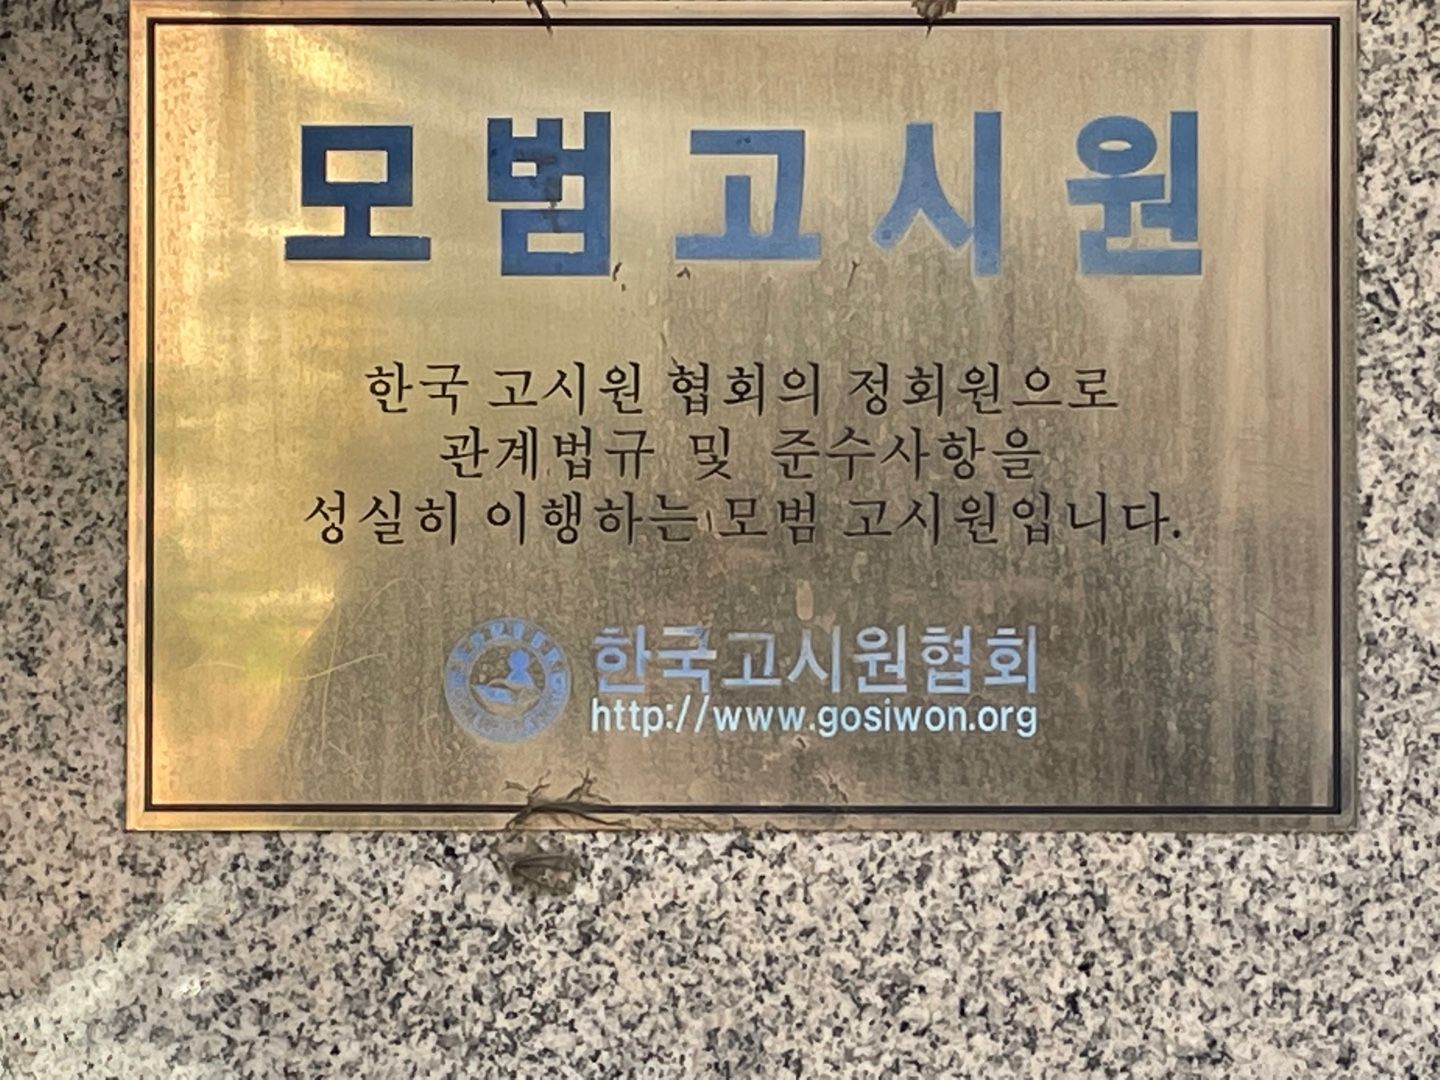 모범고시원
한국 고시원 협회의 정회원으로
관계법규 및 준수사항을
성실히 이행하는 모범 고시원입니다.
한국고시원협회
http://www.gosiwon.org